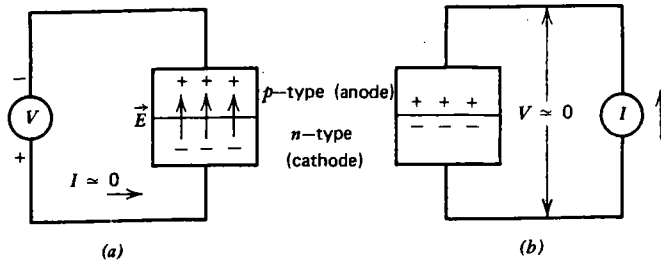 −
V
+
E
I ≃ 0
+ + +
− − −
p-type (anode)
n-type
(cathode)
(a)
+ + +
− − −
V ≃ 0
I
(b)